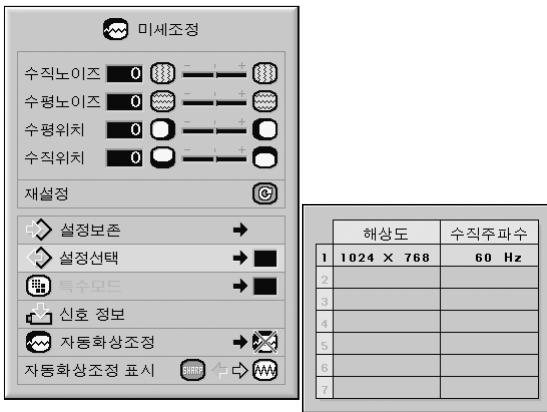 미세조정
수직노이즈 0 - +
수평노이즈 0 - +
수평위치 0 - +
수직위치 0 - +
재설정
설정보존
설정선택
특수모드
신호 정보
자동화상조정
자동화상조정 표시 SHARP
해상도 수직주파수
1 1024 × 768 60 Hz
2
3
4
5
6
7